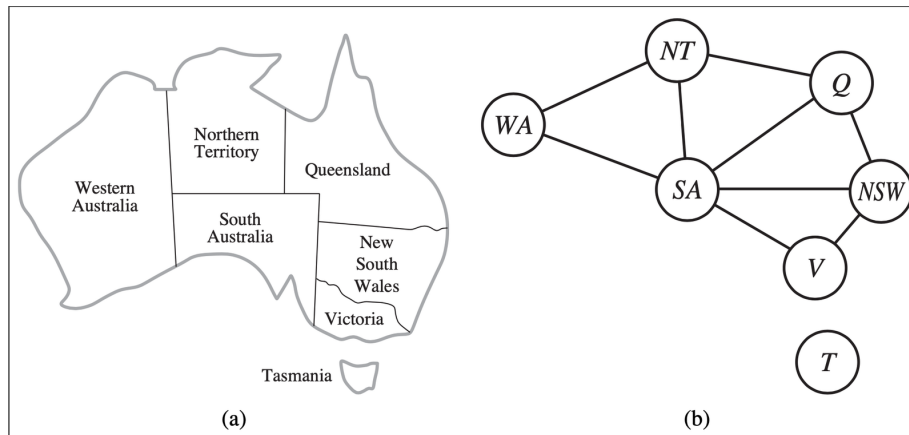 Western
Australia
Northern
Territory
Queensland
South
Australia
New
South
Wales
Victoria
Tasmania
(a)
NT
Q
WA
SA
NSW
V
T
(b)